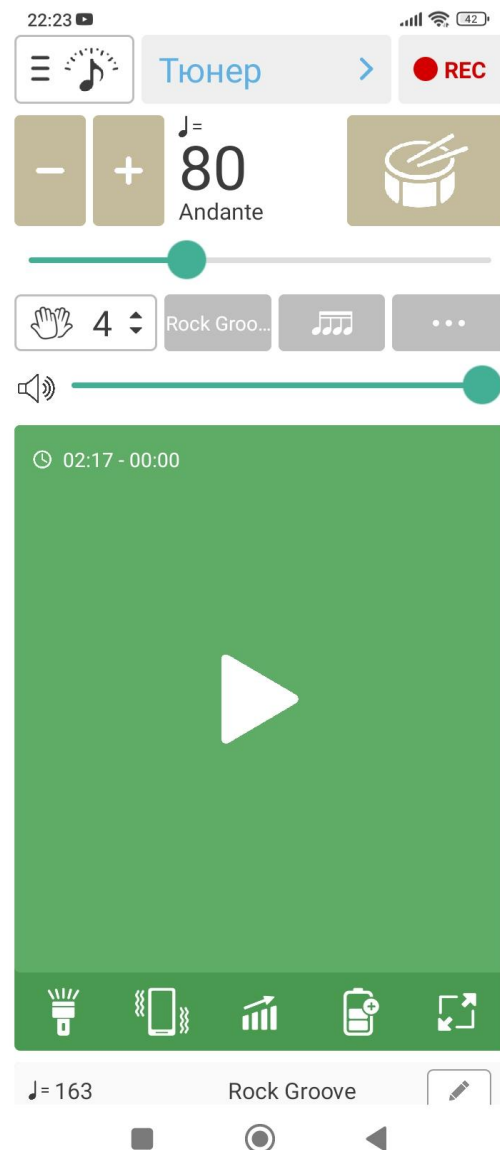 22:23 42
Тюнер > REC
♩=
80
Andante
4 Rock Groo... ...
02:17 - 00:00
♩= 163 Rock Groove